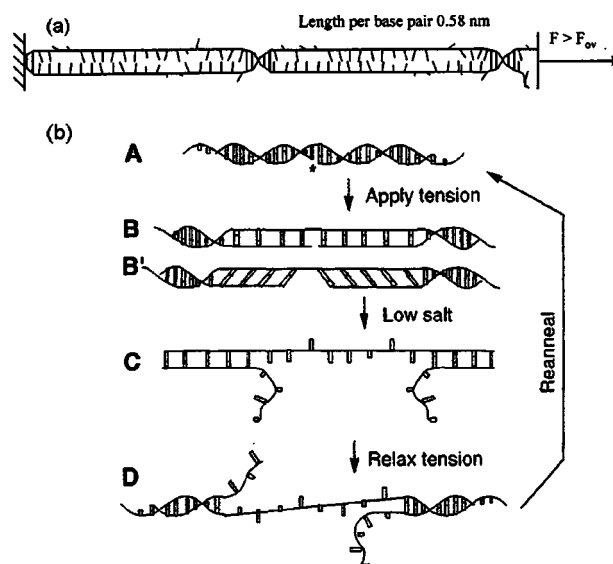 (a)
Length per base pair 0.58 nm
F > Fov
(b)
A
*
Apply tension
B
B'
Low salt
C
Reanneal
Relax tension
D